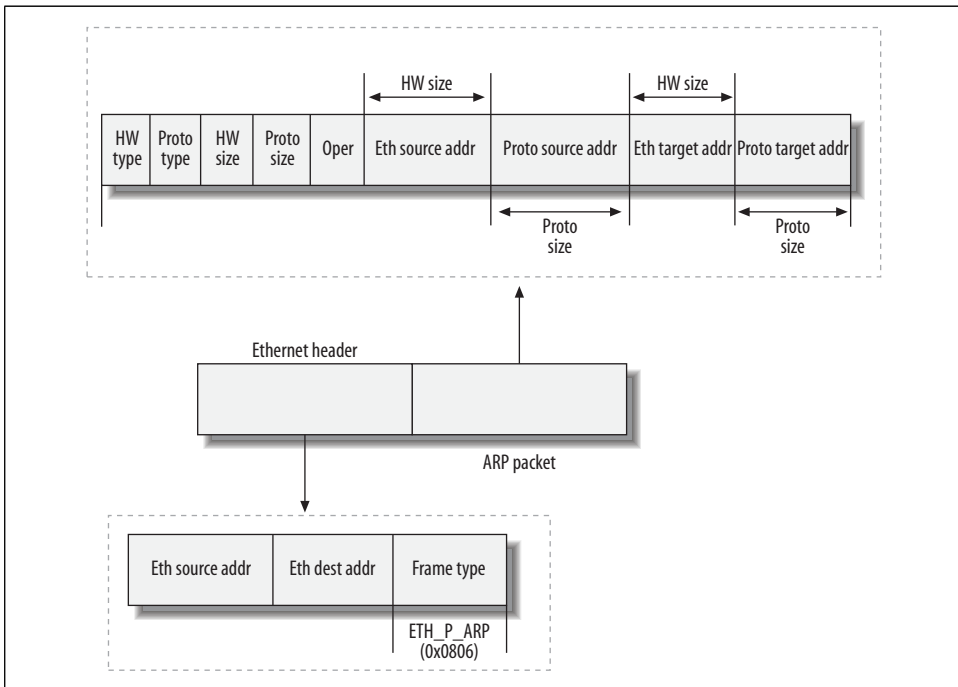 HW size
HW size
HW type
Proto type
HW size
Proto size
Oper
Eth source addr
Proto source addr
Eth target addr
Proto target addr
Proto size
Proto size
Ethernet header
ARP packet
Eth source addr
Eth dest addr
Frame type
ETH_P_ARP
(0x0806)